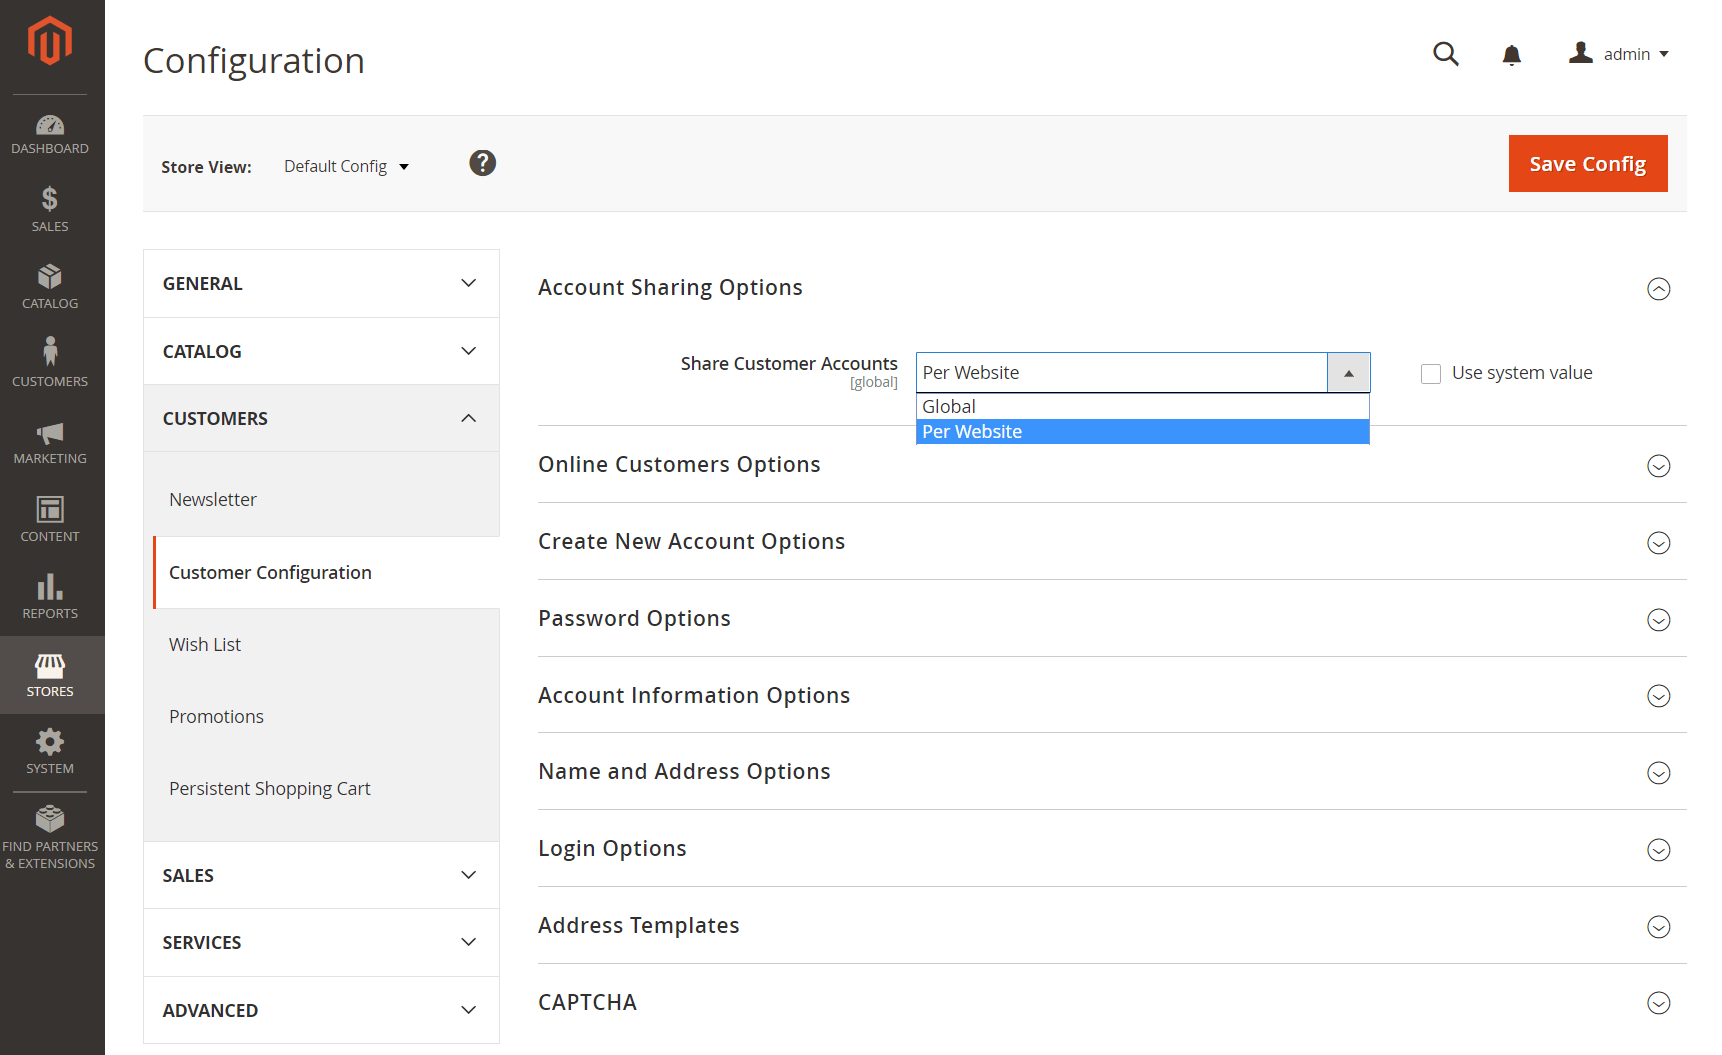 Configuration
admin
DASHBOARD
SALES
CATALOG
CUSTOMERS
MARKETING
CONTENT
REPORTS
STORES
SYSTEM
FIND PARTNERS
& EXTENSIONS
Store View:
Default Config
?
Save Config
GENERAL
CATALOG
CUSTOMERS
Newsletter
Customer Configuration
Wish List
Promotions
Persistent Shopping Cart
SALES
SERVICES
ADVANCED
Account Sharing Options
Share Customer Accounts
[global]
Per Website
Global
Per Website
Use system value
Online Customers Options
Create New Account Options
Password Options
Account Information Options
Name and Address Options
Login Options
Address Templates
CAPTCHA